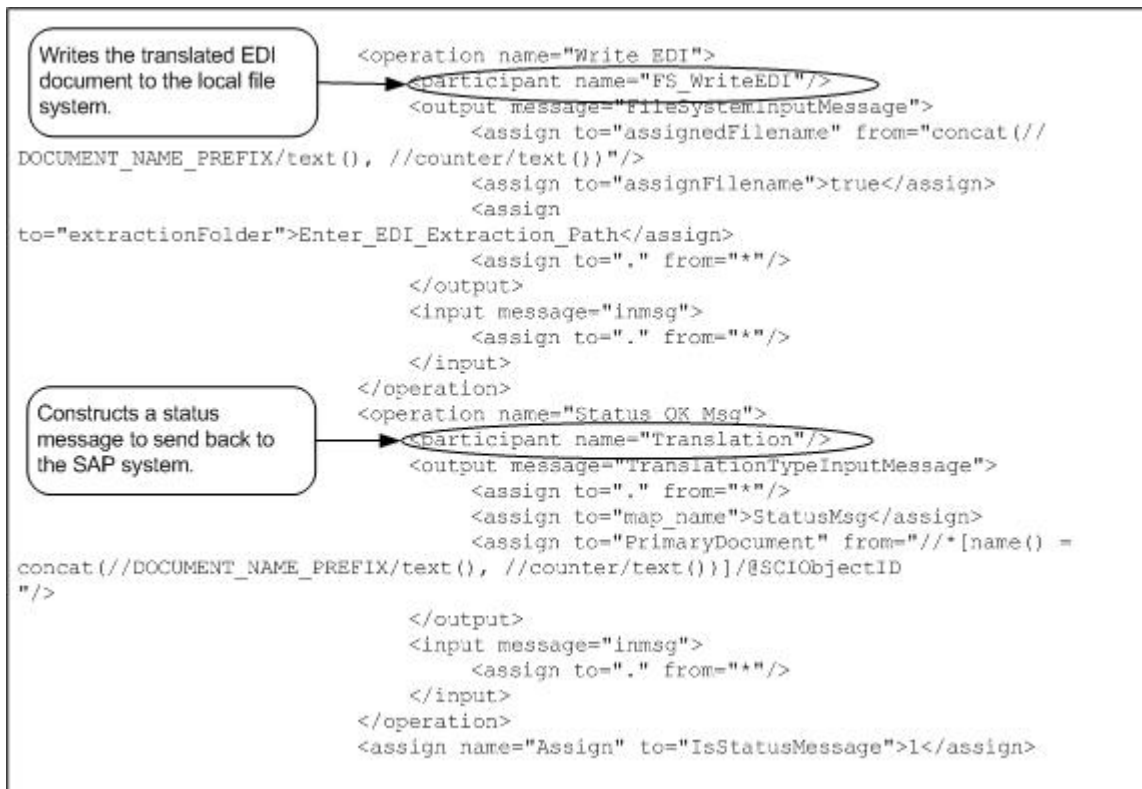 Writes the translated EDI
document to the local file
system.
<operation name="Write EDI">
<participant name="FS_WriteEDI"/>
<output message="FileSystemInputMessage">
<assign to="assignedFilename" from="concat(//
DOCUMENT_NAME_PREFIX/text(), //counter/text())"/>
<assign to="assignFilename">true</assign>
<assign
to="extractionFolder">Enter_EDI_Extraction_Path</assign>
<assign to="." from="*"/>
</output>
<input message="inmsg">
<assign to="." from="*"/>
</input>
</operation>
Constructs a status
message to send back to
the SAP system.
<operation name="Status OK Msg">
<participant name="Translation"/>
<output message="TranslationTypeInputMessage">
<assign to="." from="*"/>
<assign to="map_name">StatusMsg</assign>
<assign to="PrimaryDocument" from="//*[name() =
concat(//DOCUMENT_NAME_PREFIX/text(), //counter/text())]/@SCIObjectID
"/>
</output>
<input message="inmsg">
<assign to="." from="*"/>
</input>
</operation>
<assign name="Assign" to="IsStatusMessage">1</assign>